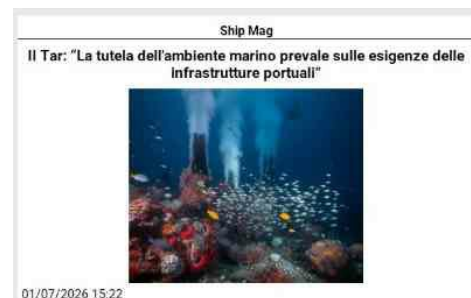 Ship Mag
Il Tar: “La tutela dell'ambiente marino prevale sulle esigenze delle
infrastrutture portuali”
01/07/2026 15:22